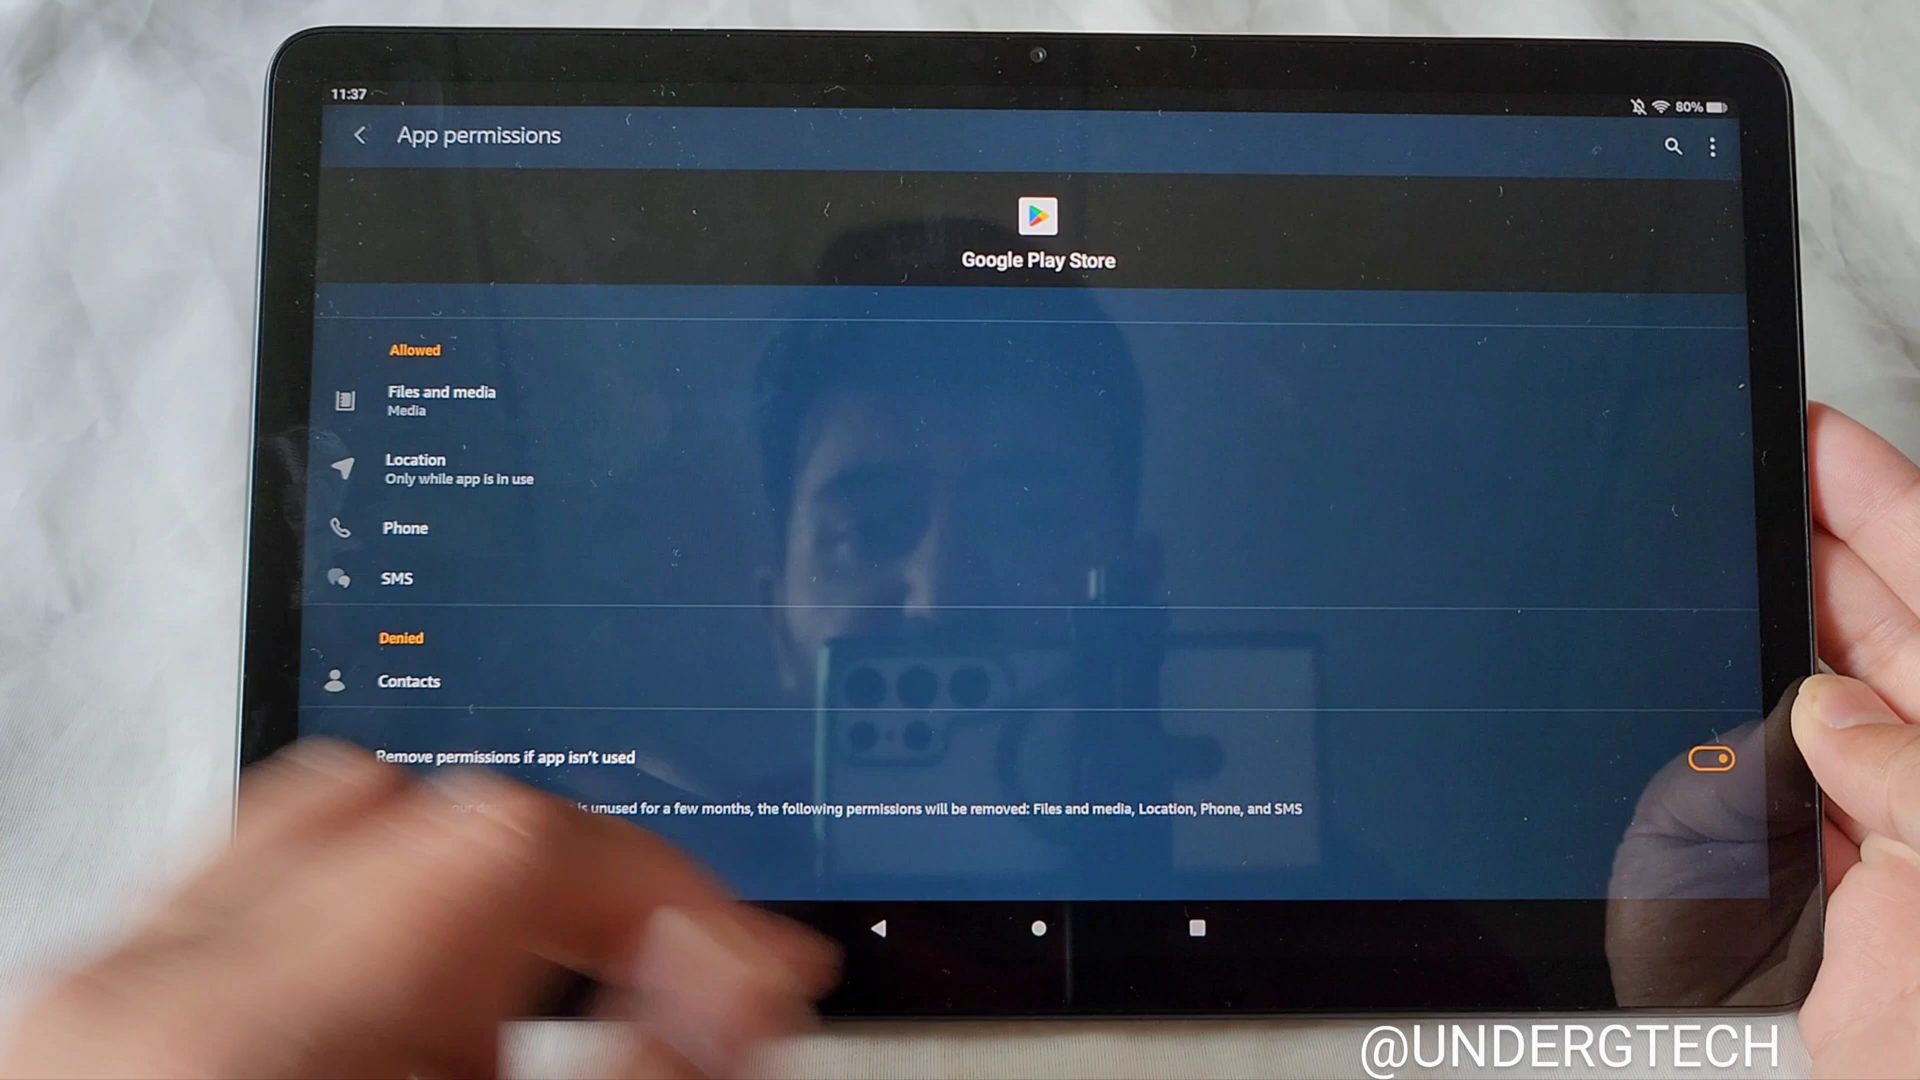 11:37
80%
App permissions
Google Play Store
Allowed
Files and media
Media
Location
Only while app is in use
Phone
SMS
Denied
Contacts
Remove permissions if app isn't used
is unused for a few months, the following permissions will be removed: Files and media, Location, Phone, and SMS
@UNDERGTECH